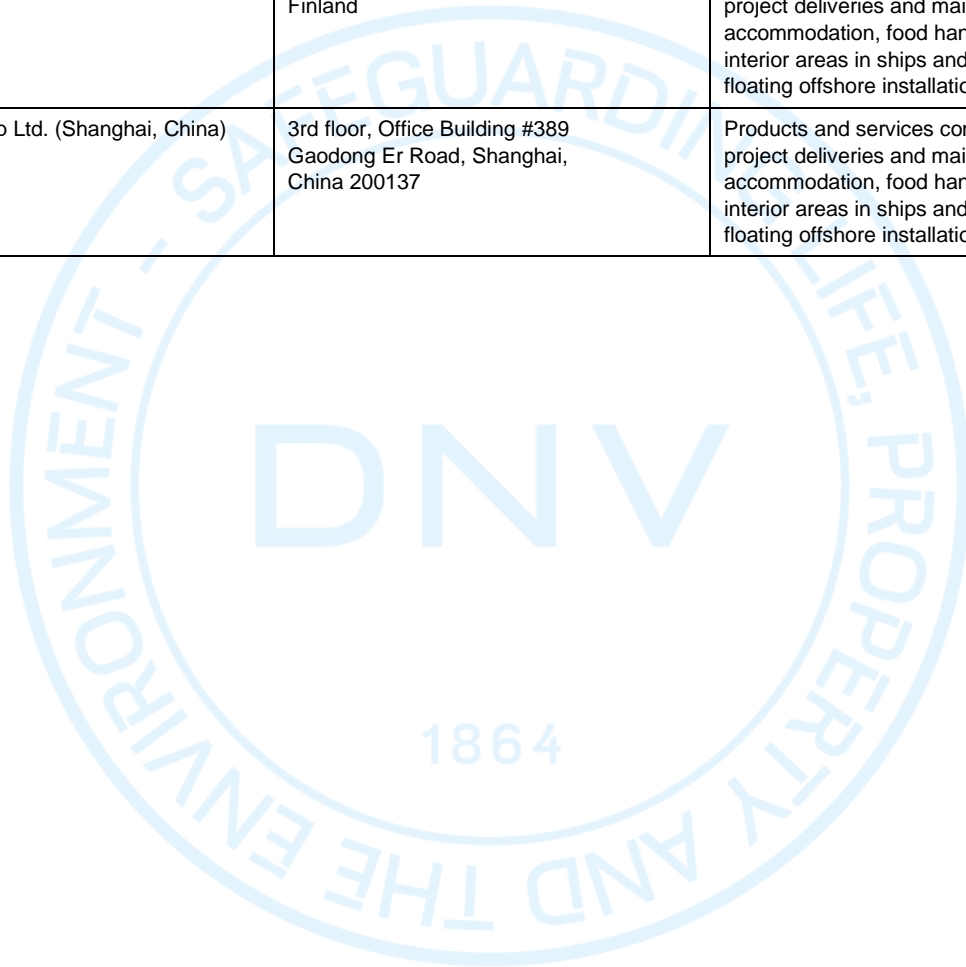 Finland
project deliveries and mai
accommodation, food han
interior areas in ships and
floating offshore installatio
o Ltd. (Shanghai, China)
3rd floor, Office Building #389
Gaodong Er Road, Shanghai,
China 200137
Products and services co
project deliveries and mai
accommodation, food han
interior areas in ships and
floating offshore installatio
SAFEGUARDING LIFE, PROPERTY AND THE ENVIRONMENT -
DNV
1864